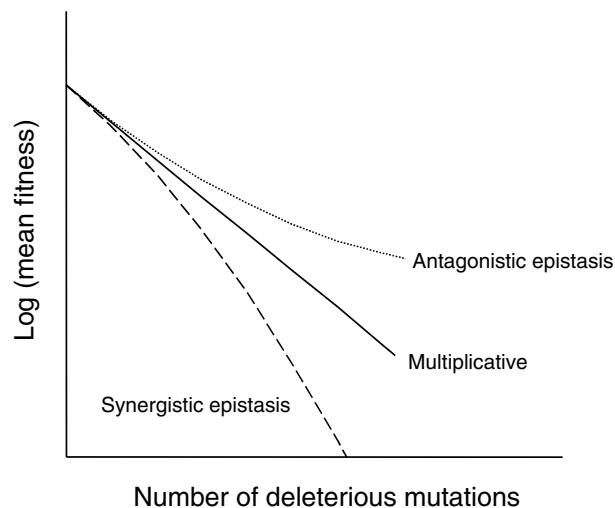 Log (mean fitness)
Antagonistic epistasis
Multiplicative
Synergistic epistasis
Number of deleterious mutations